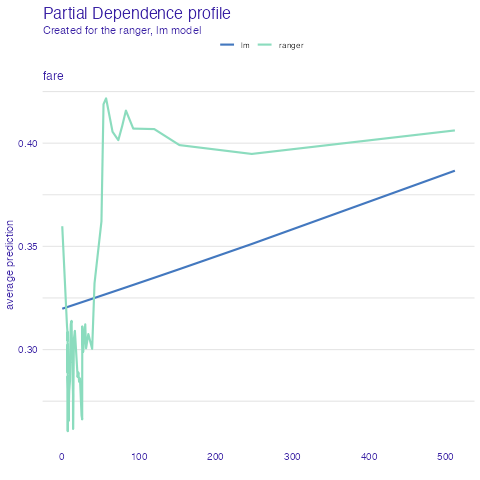 Partial Dependence profile
Created for the ranger, lm model
lm ranger
fare
average prediction
0.40
0.35
0.30
0 100 200 300 400 500